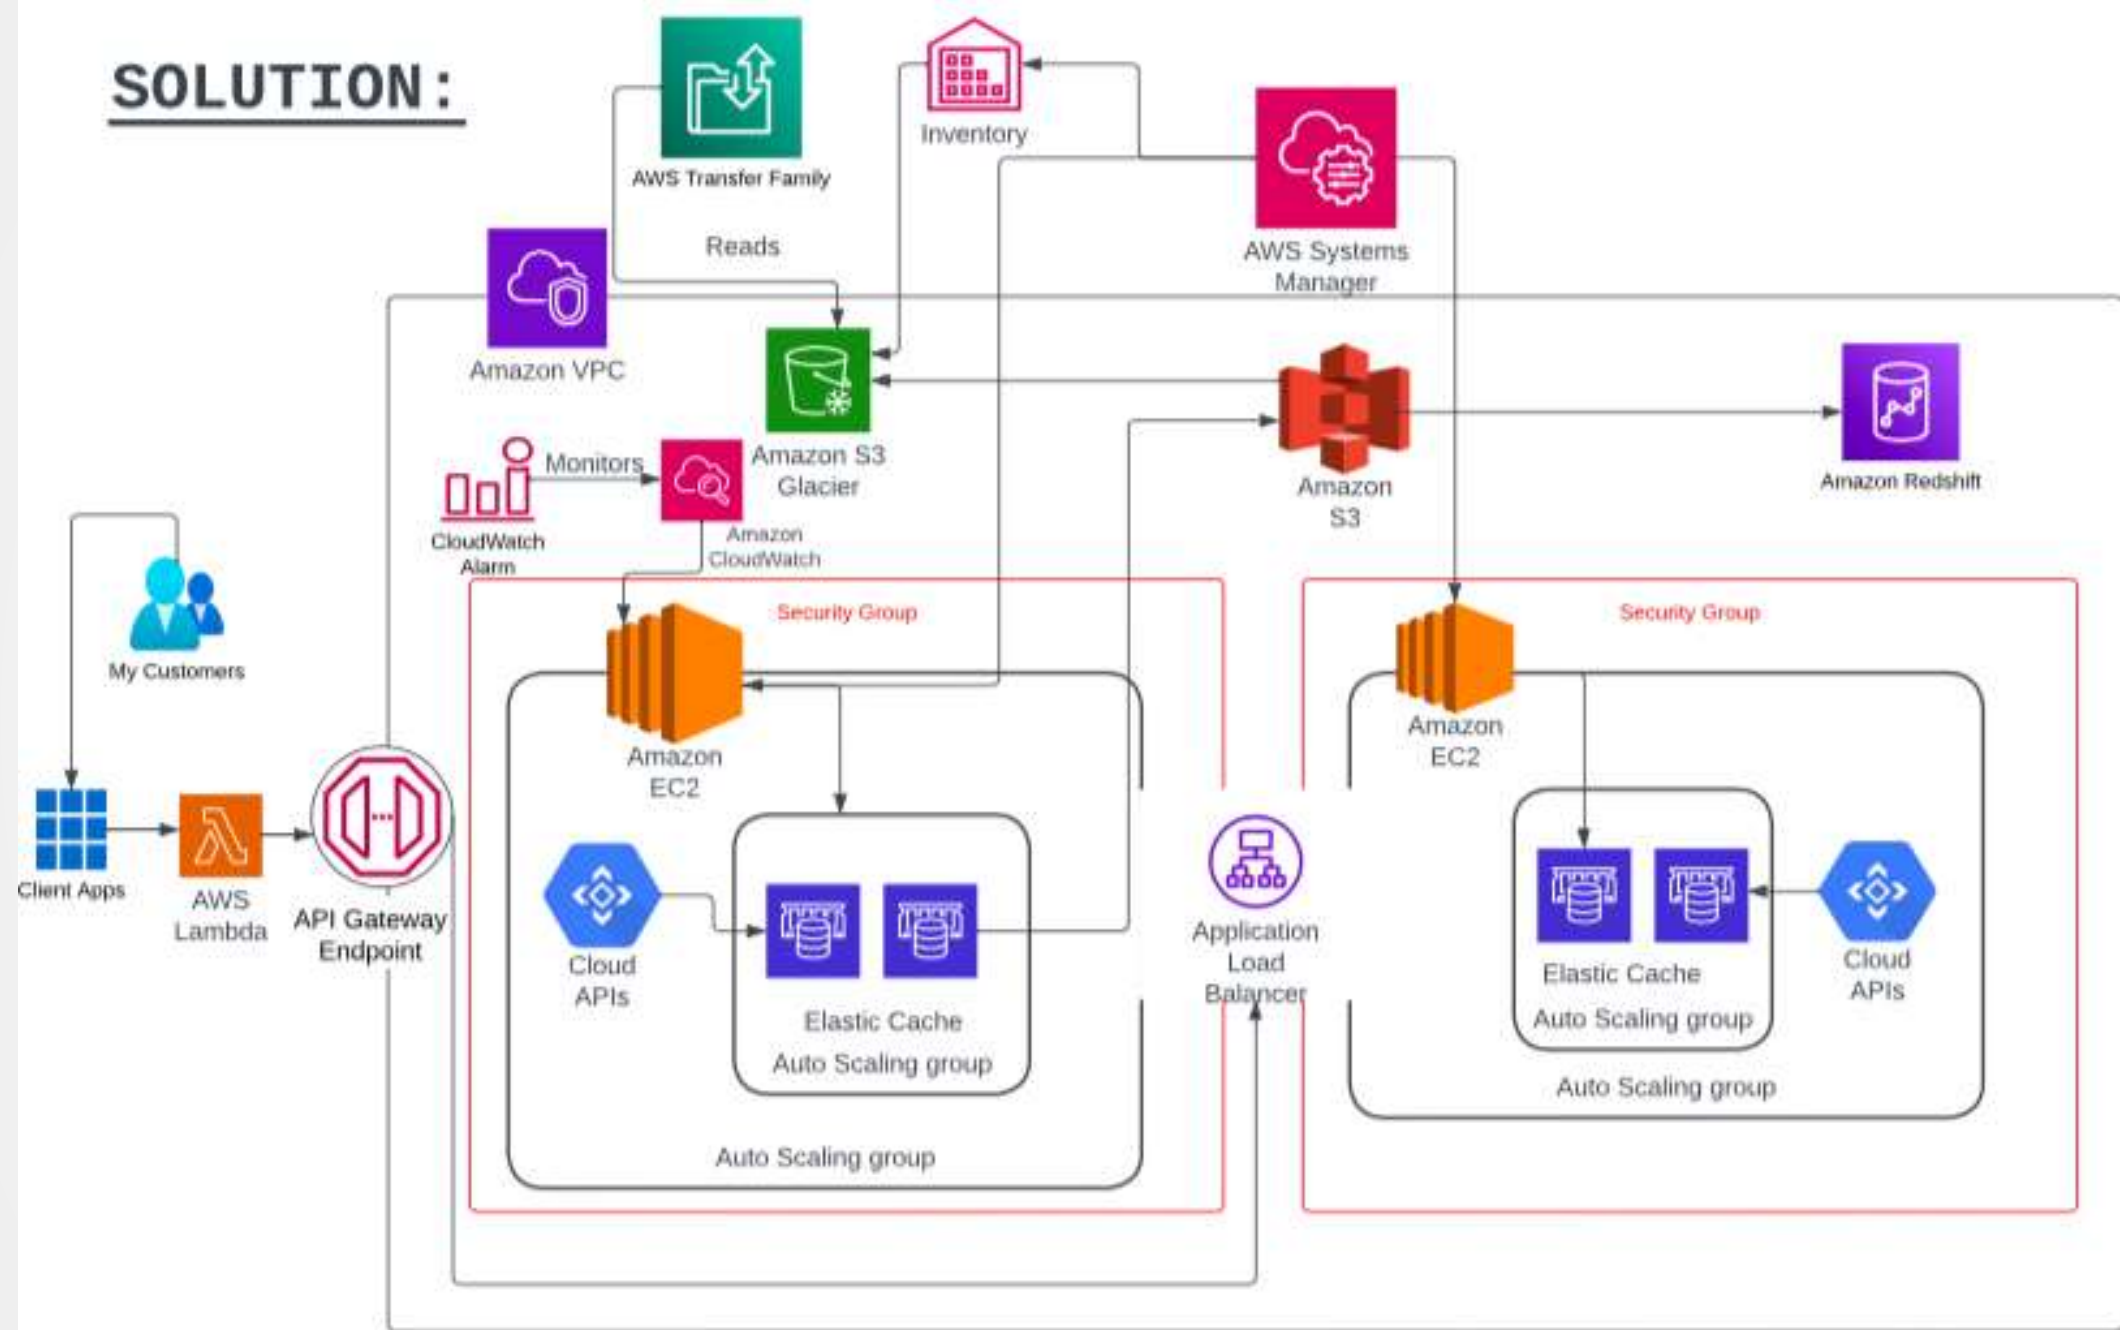 SOLUTION:
AWS Transfer Family
Inventory
AWS Systems
Manager
Reads
Amazon VPC
Amazon S3
Glacier
Amazon
S3
Amazon Redshift
Monitors
CloudWatch
Alarm
Amazon
CloudWatch
My Customers
Client Apps
AWS
Lambda
API Gateway
Endpoint
Security Group
Amazon
EC2
Cloud
APIs
Elastic Cache
Auto Scaling group
Auto Scaling group
Application
Load
Balancer
Security Group
Amazon
EC2
Elastic Cache
Auto Scaling group
Cloud
APIs
Auto Scaling group